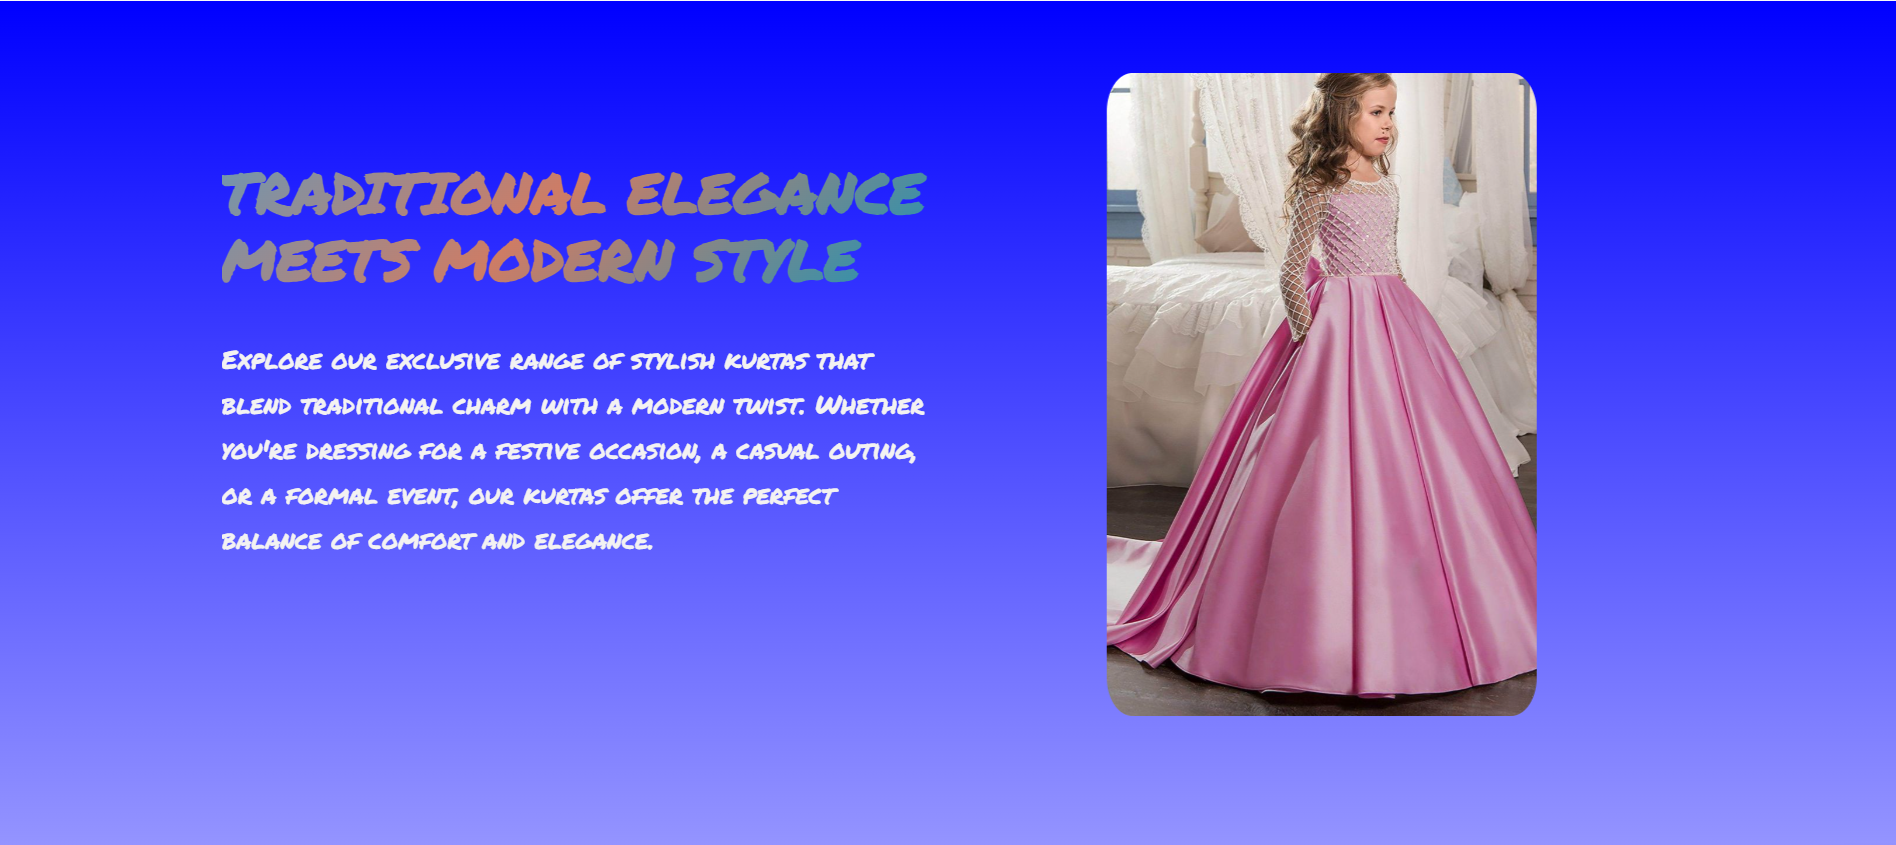 TRADITIONAL ELEGANCE
MEETS MODERN STYLE
Explore our exclusive range of stylish kurtas that
blend traditional charm with a modern twist. Whether
you're dressing for a festive occasion, a casual outing,
or a formal event, our kurtas offer the perfect
balance of comfort and elegance.